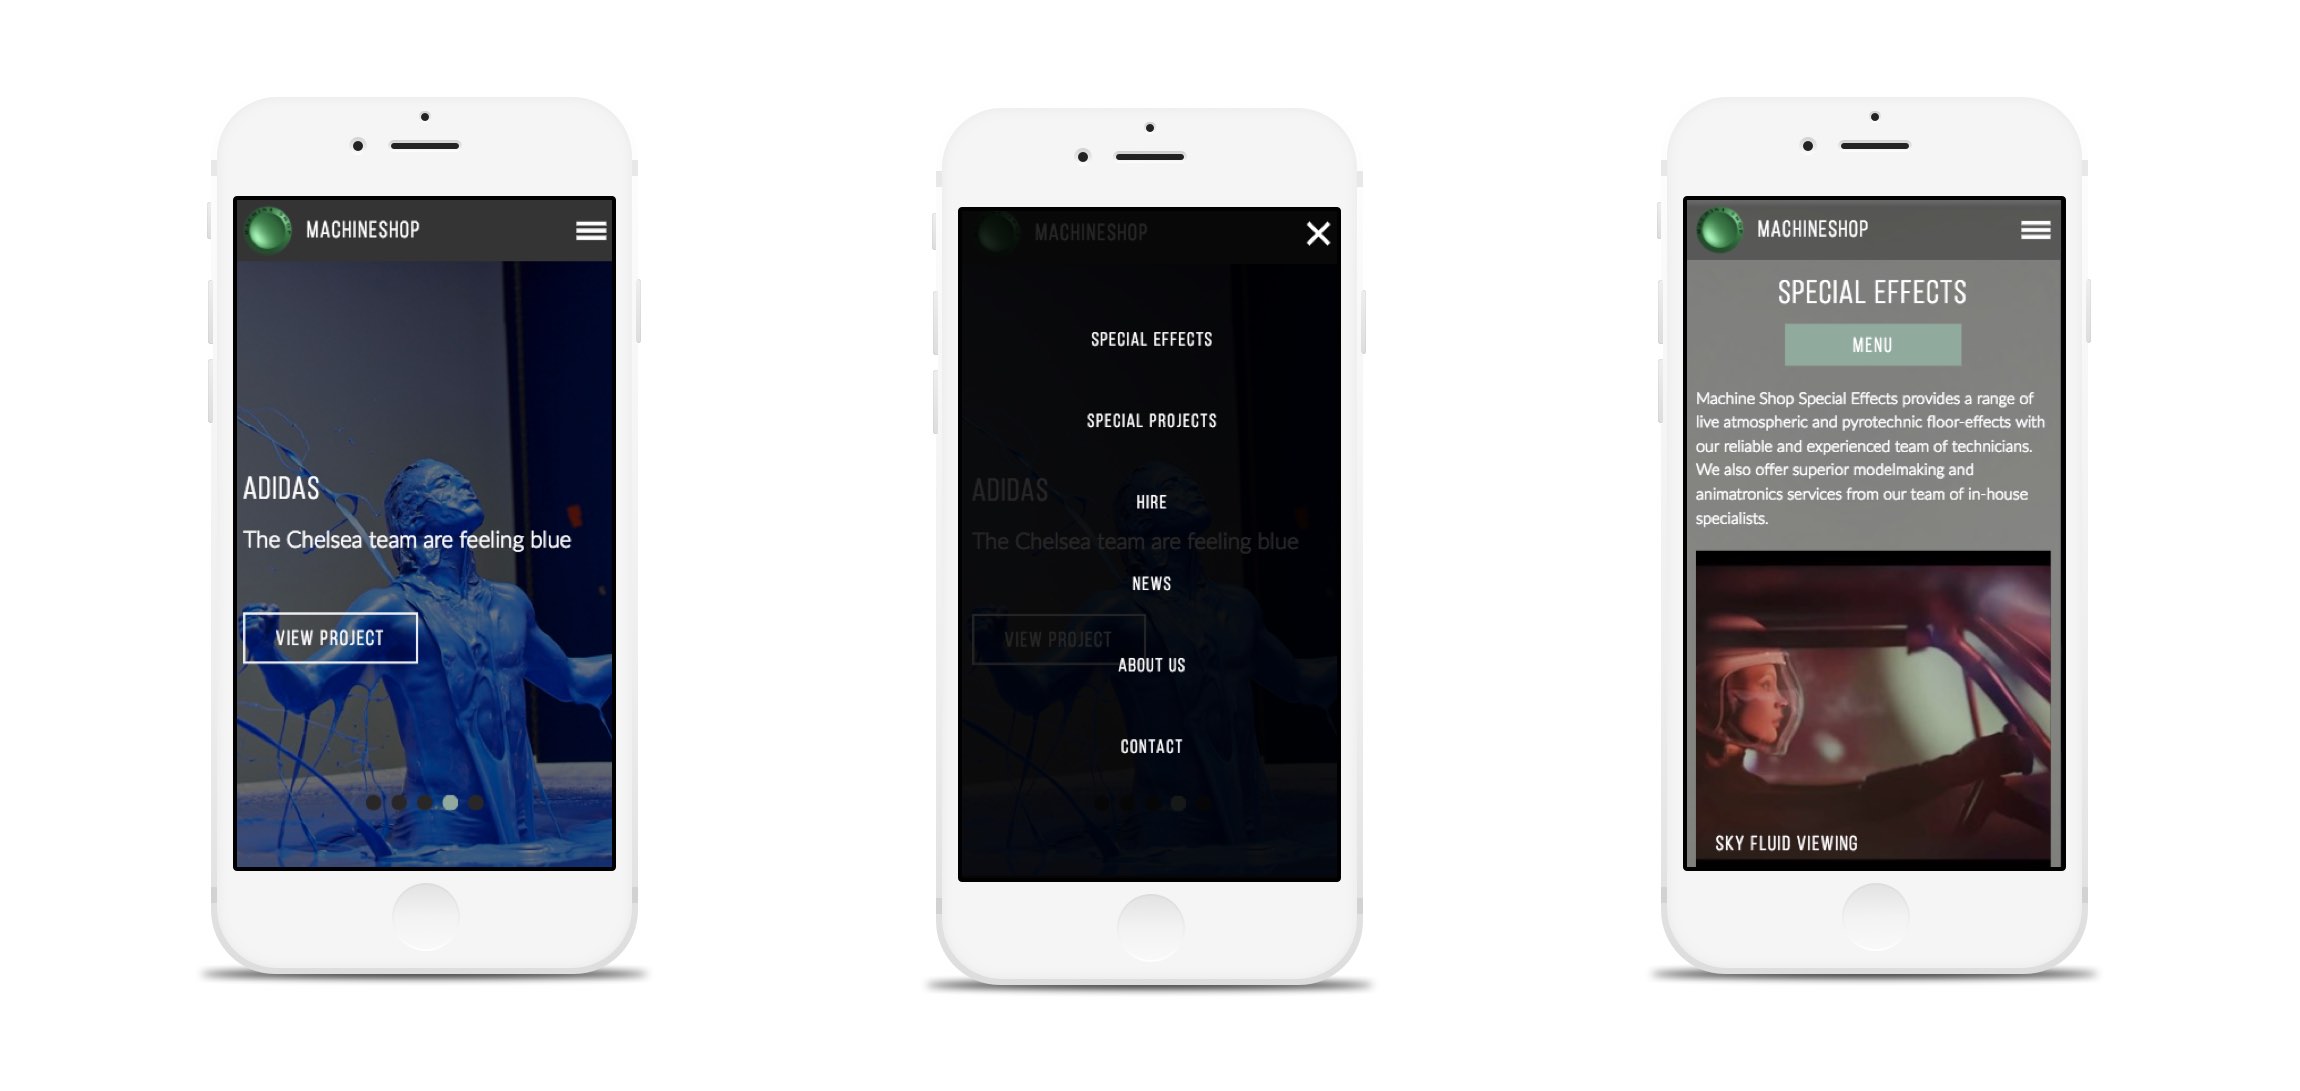 MACHINESHOP
ADIDAS
The Chelsea team are feeling blue
VIEW PROJECT
MACHINESHOP
SPECIAL EFFECTS
SPECIAL PROJECTS
ADIDAS
HIRE
The Chelsea team are feeling blue
NEWS
VIEW PROJECT
ABOUT US
CONTACT
MACHINESHOP
SPECIAL EFFECTS
MENU
Machine Shop Special Effects provides a range of
live atmospheric and pyrotechnic floor-effects with
our reliable and experienced team of technicians.
We also offer superior modelmaking and
animatronics services from our team of in-house
specialists.
SKY FLUID VIEWING